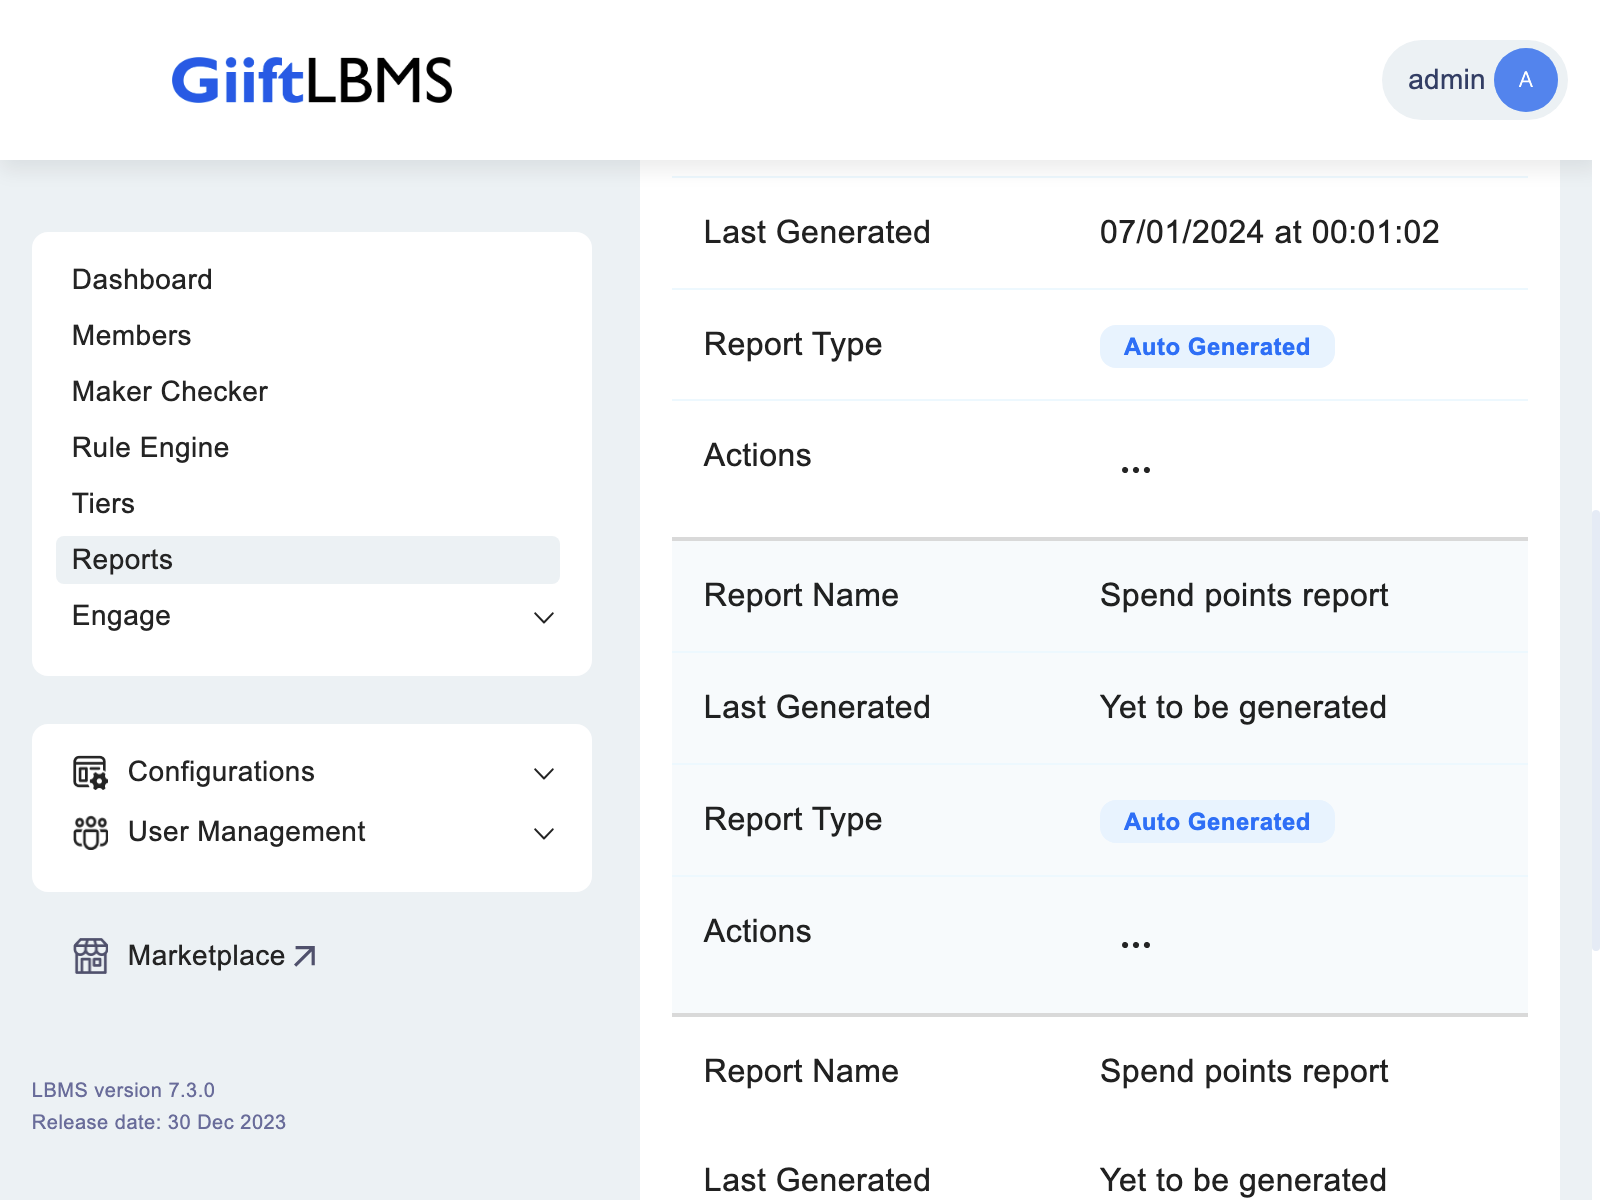 GiiftLBMS
admin
A
Dashboard
Members
Maker Checker
Rule Engine
Tiers
Reports
Engage
Configurations
User Management
Marketplace
LBMS version 7.3.0
Release date: 30 Dec 2023
Last Generated 07/01/2024 at 00:01:02
Report Type Auto Generated
Actions ...
Report Name Spend points report
Last Generated Yet to be generated
Report Type Auto Generated
Actions ...
Report Name Spend points report
Last Generated Yet to be generated